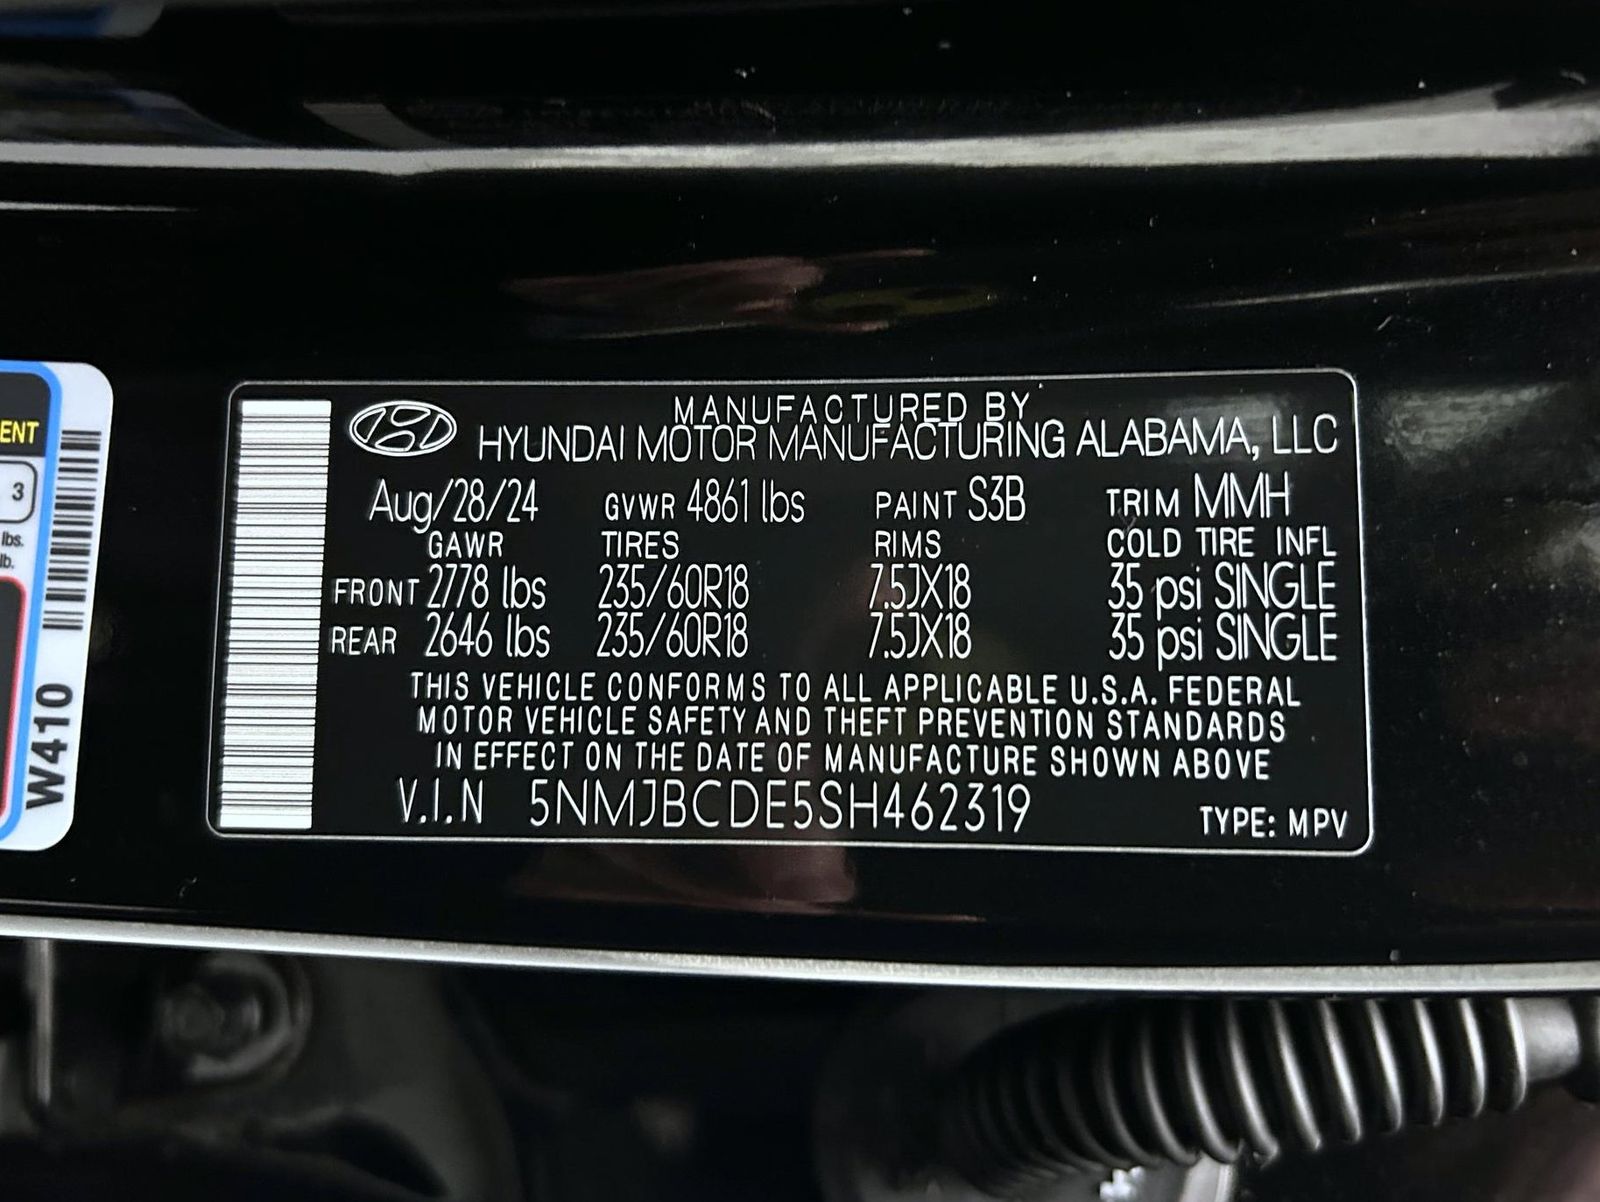 ENT
3
lbs.
lb.
W410
MANUFACTURED BY
HYUNDAI MOTOR MANUFACTURING ALABAMA, LLC
Aug/28/24 GVWR 4861 lbs PAINT S3B TRIM MMH
GAWR TIRES RIMS COLD TIRE INFL
FRONT 2778 lbs 235/60R18 7.5JX18 35 psi SINGLE
REAR 2646 lbs 235/60R18 7.5JX18 35 psi SINGLE
THIS VEHICLE CONFORMS TO ALL APPLICABLE U.S.A. FEDERAL
MOTOR VEHICLE SAFETY AND THEFT PREVENTION STANDARDS
IN EFFECT ON THE DATE OF MANUFACTURE SHOWN ABOVE
V.I.N 5NMJBCDE5SH462319 TYPE: MPV